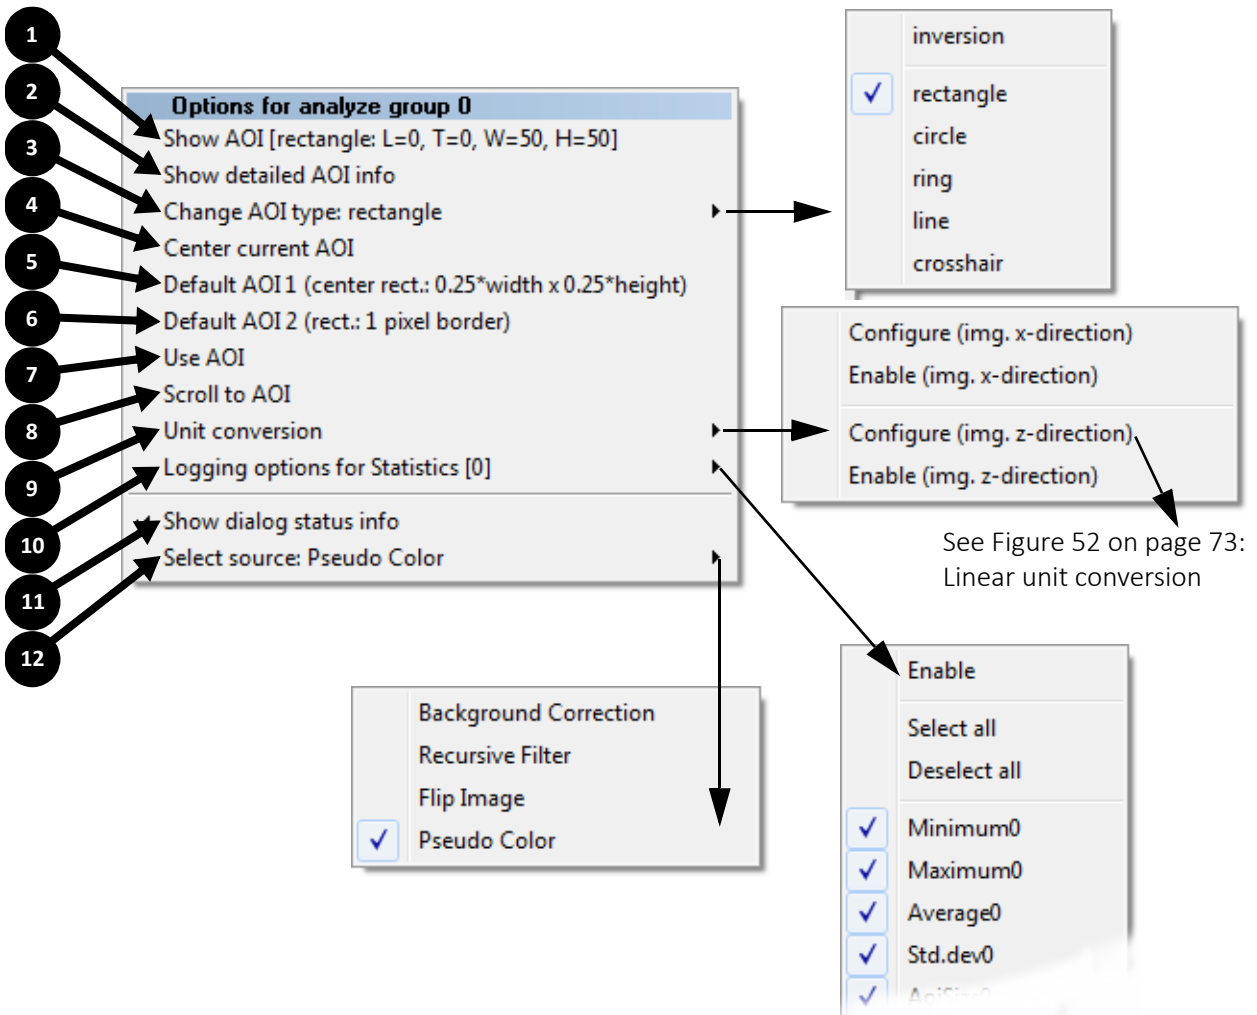 1
2
3
4
5
6
7
8
9
10
11
12
Options for analyze group 0
Show AOI [rectangle: L=0, T=0, W=50, H=50]
Show detailed AOI info
Change AOI type: rectangle
Center current AOI
Default AOI 1 (center rect.: 0.25*width x 0.25*height)
Default AOI 2 (rect.: 1 pixel border)
Use AOI
Scroll to AOI
Unit conversion
Logging options for Statistics [0]
Show dialog status info
Select source: Pseudo Color
inversion
rectangle
circle
ring
line
crosshair
Configure (img. x-direction)
Enable (img. x-direction)
Configure (img. z-direction)
Enable (img. z-direction)
See Figure 52 on page 73:
Linear unit conversion
Background Correction
Recursive Filter
Flip Image
Pseudo Color
Enable
Select all
Deselect all
Minimum0
Maximum0
Average0
Std.dev0